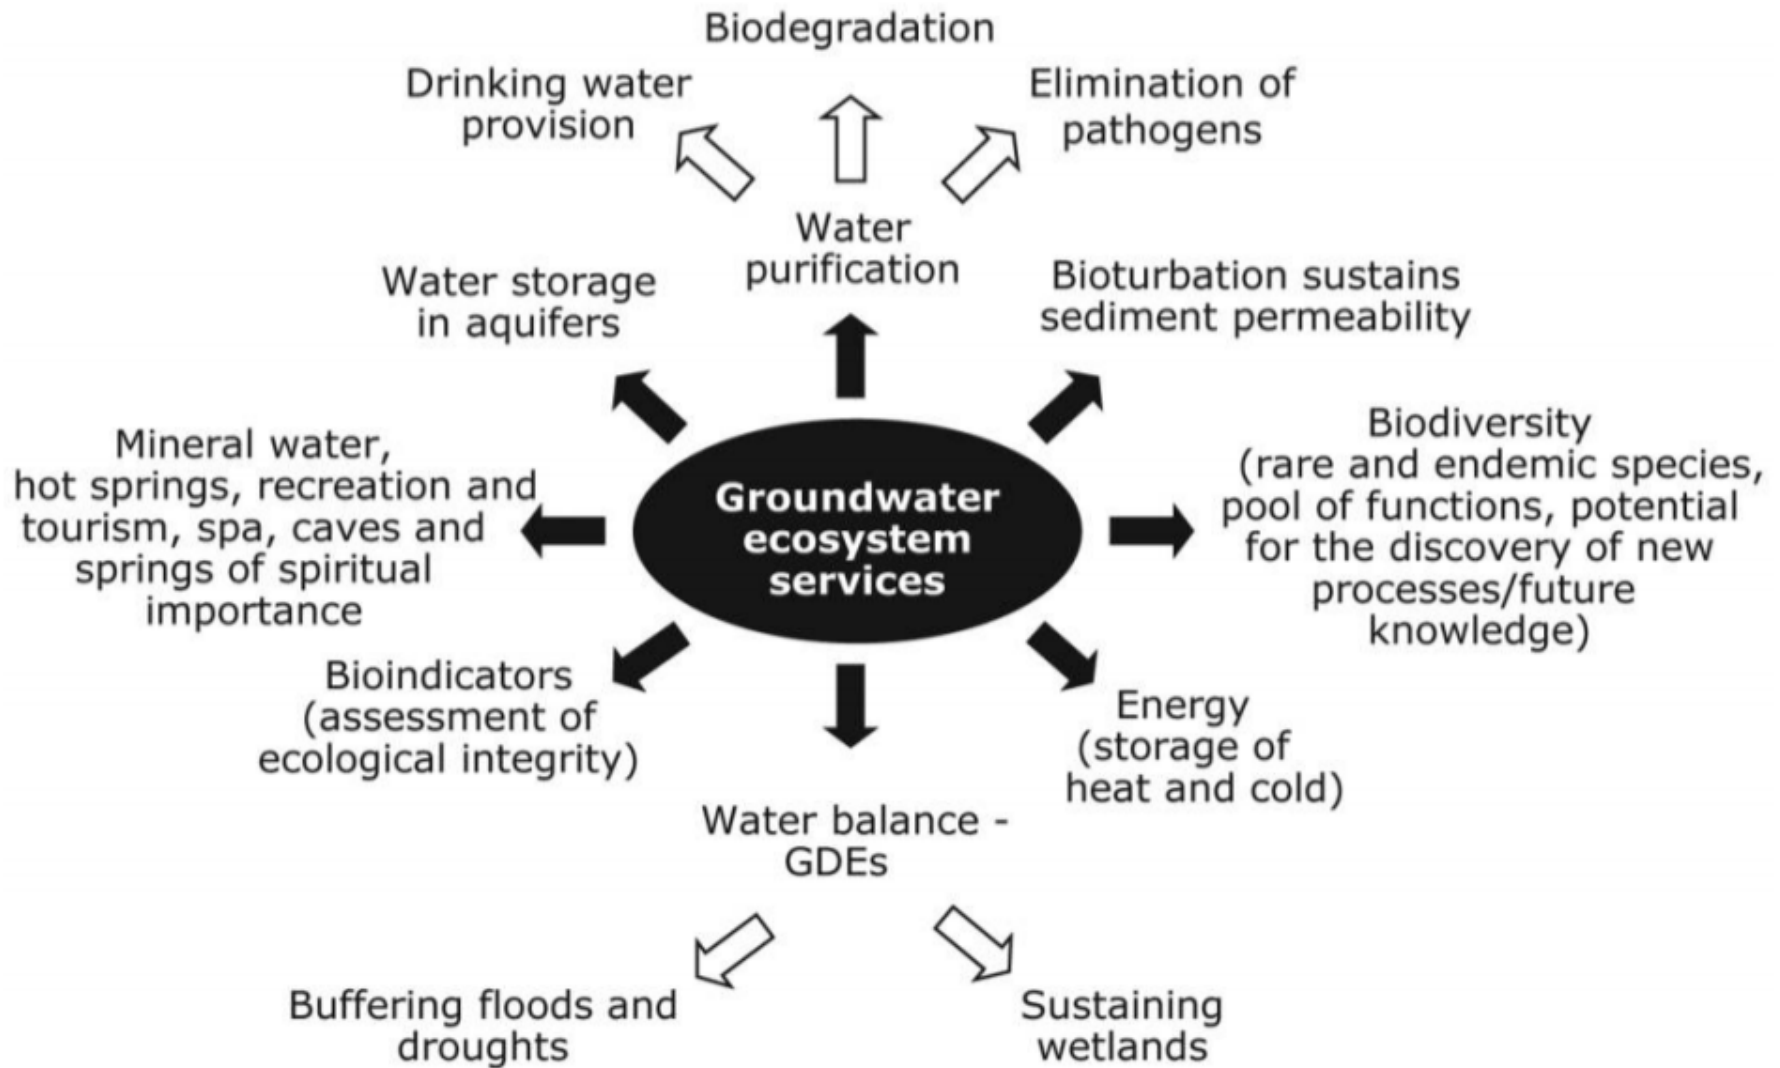 Biodegradation
Drinking water
provision
Elimination of
pathogens
Water
purification
Water storage
in aquifers
Bioturbation sustains
sediment permeability
Mineral water,
hot springs, recreation and
tourism, spa, caves and
springs of spiritual
importance
Groundwater
ecosystem
services
Biodiversity
(rare and endemic species,
pool of functions, potential
for the discovery of new
processes/future
knowledge)
Bioindicators
(assessment of
ecological integrity)
Energy
(storage of
heat and cold)
Water balance -
GDEs
Buffering floods and
droughts
Sustaining
wetlands